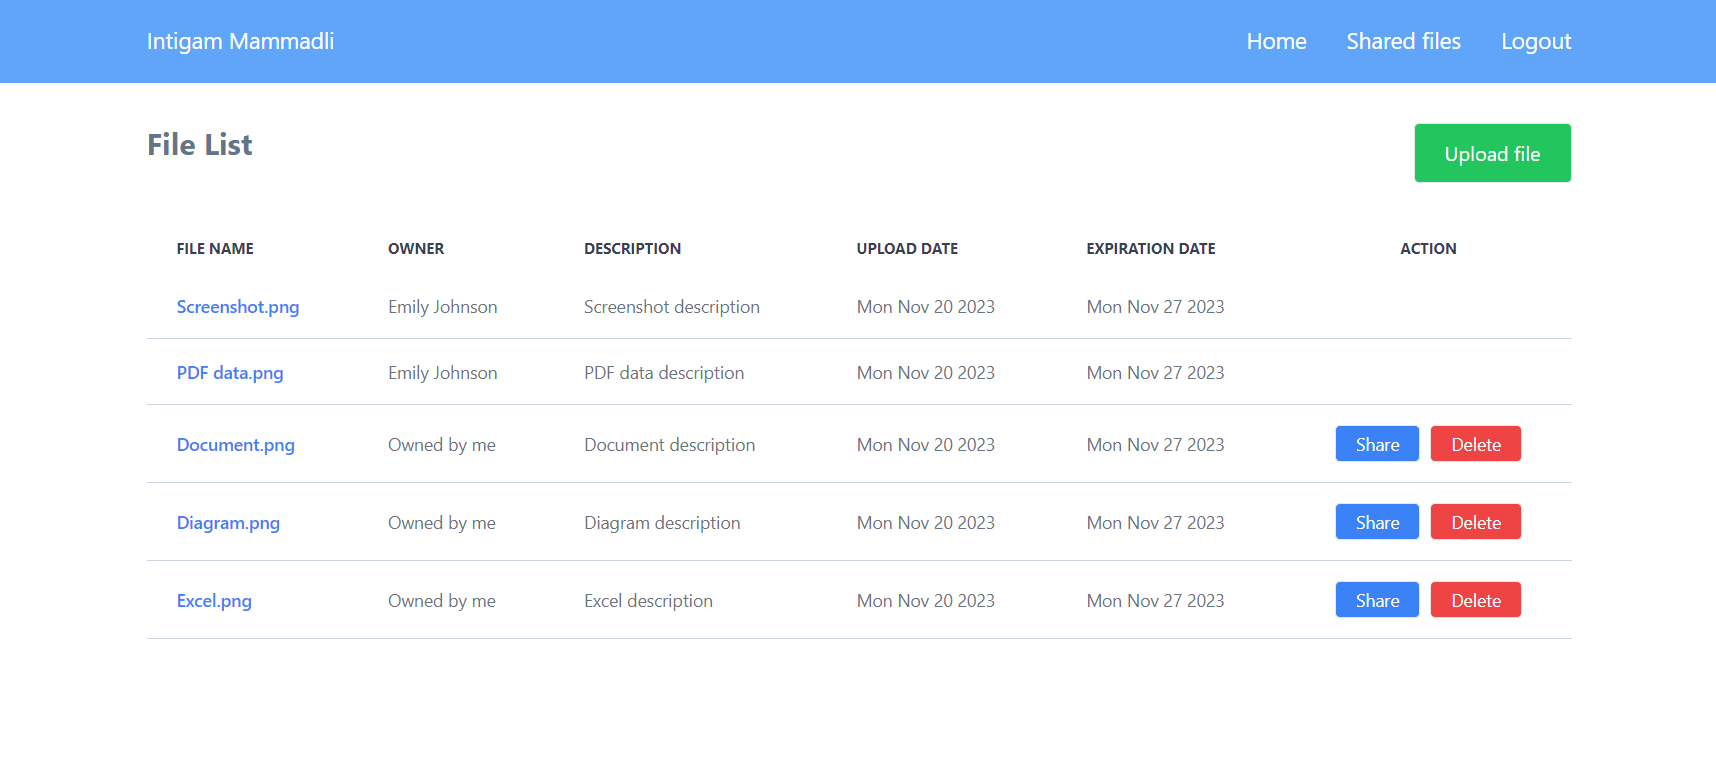 Intigam Mammadli Home Shared files Logout
File List
Upload file
FILE NAME OWNER DESCRIPTION UPLOAD DATE EXPIRATION DATE ACTION
Screenshot.png Emily Johnson Screenshot description Mon Nov 20 2023 Mon Nov 27 2023
PDF data.png Emily Johnson PDF data description Mon Nov 20 2023 Mon Nov 27 2023
Document.png Owned by me Document description Mon Nov 20 2023 Mon Nov 27 2023 Share Delete
Diagram.png Owned by me Diagram description Mon Nov 20 2023 Mon Nov 27 2023 Share Delete
Excel.png Owned by me Excel description Mon Nov 20 2023 Mon Nov 27 2023 Share Delete